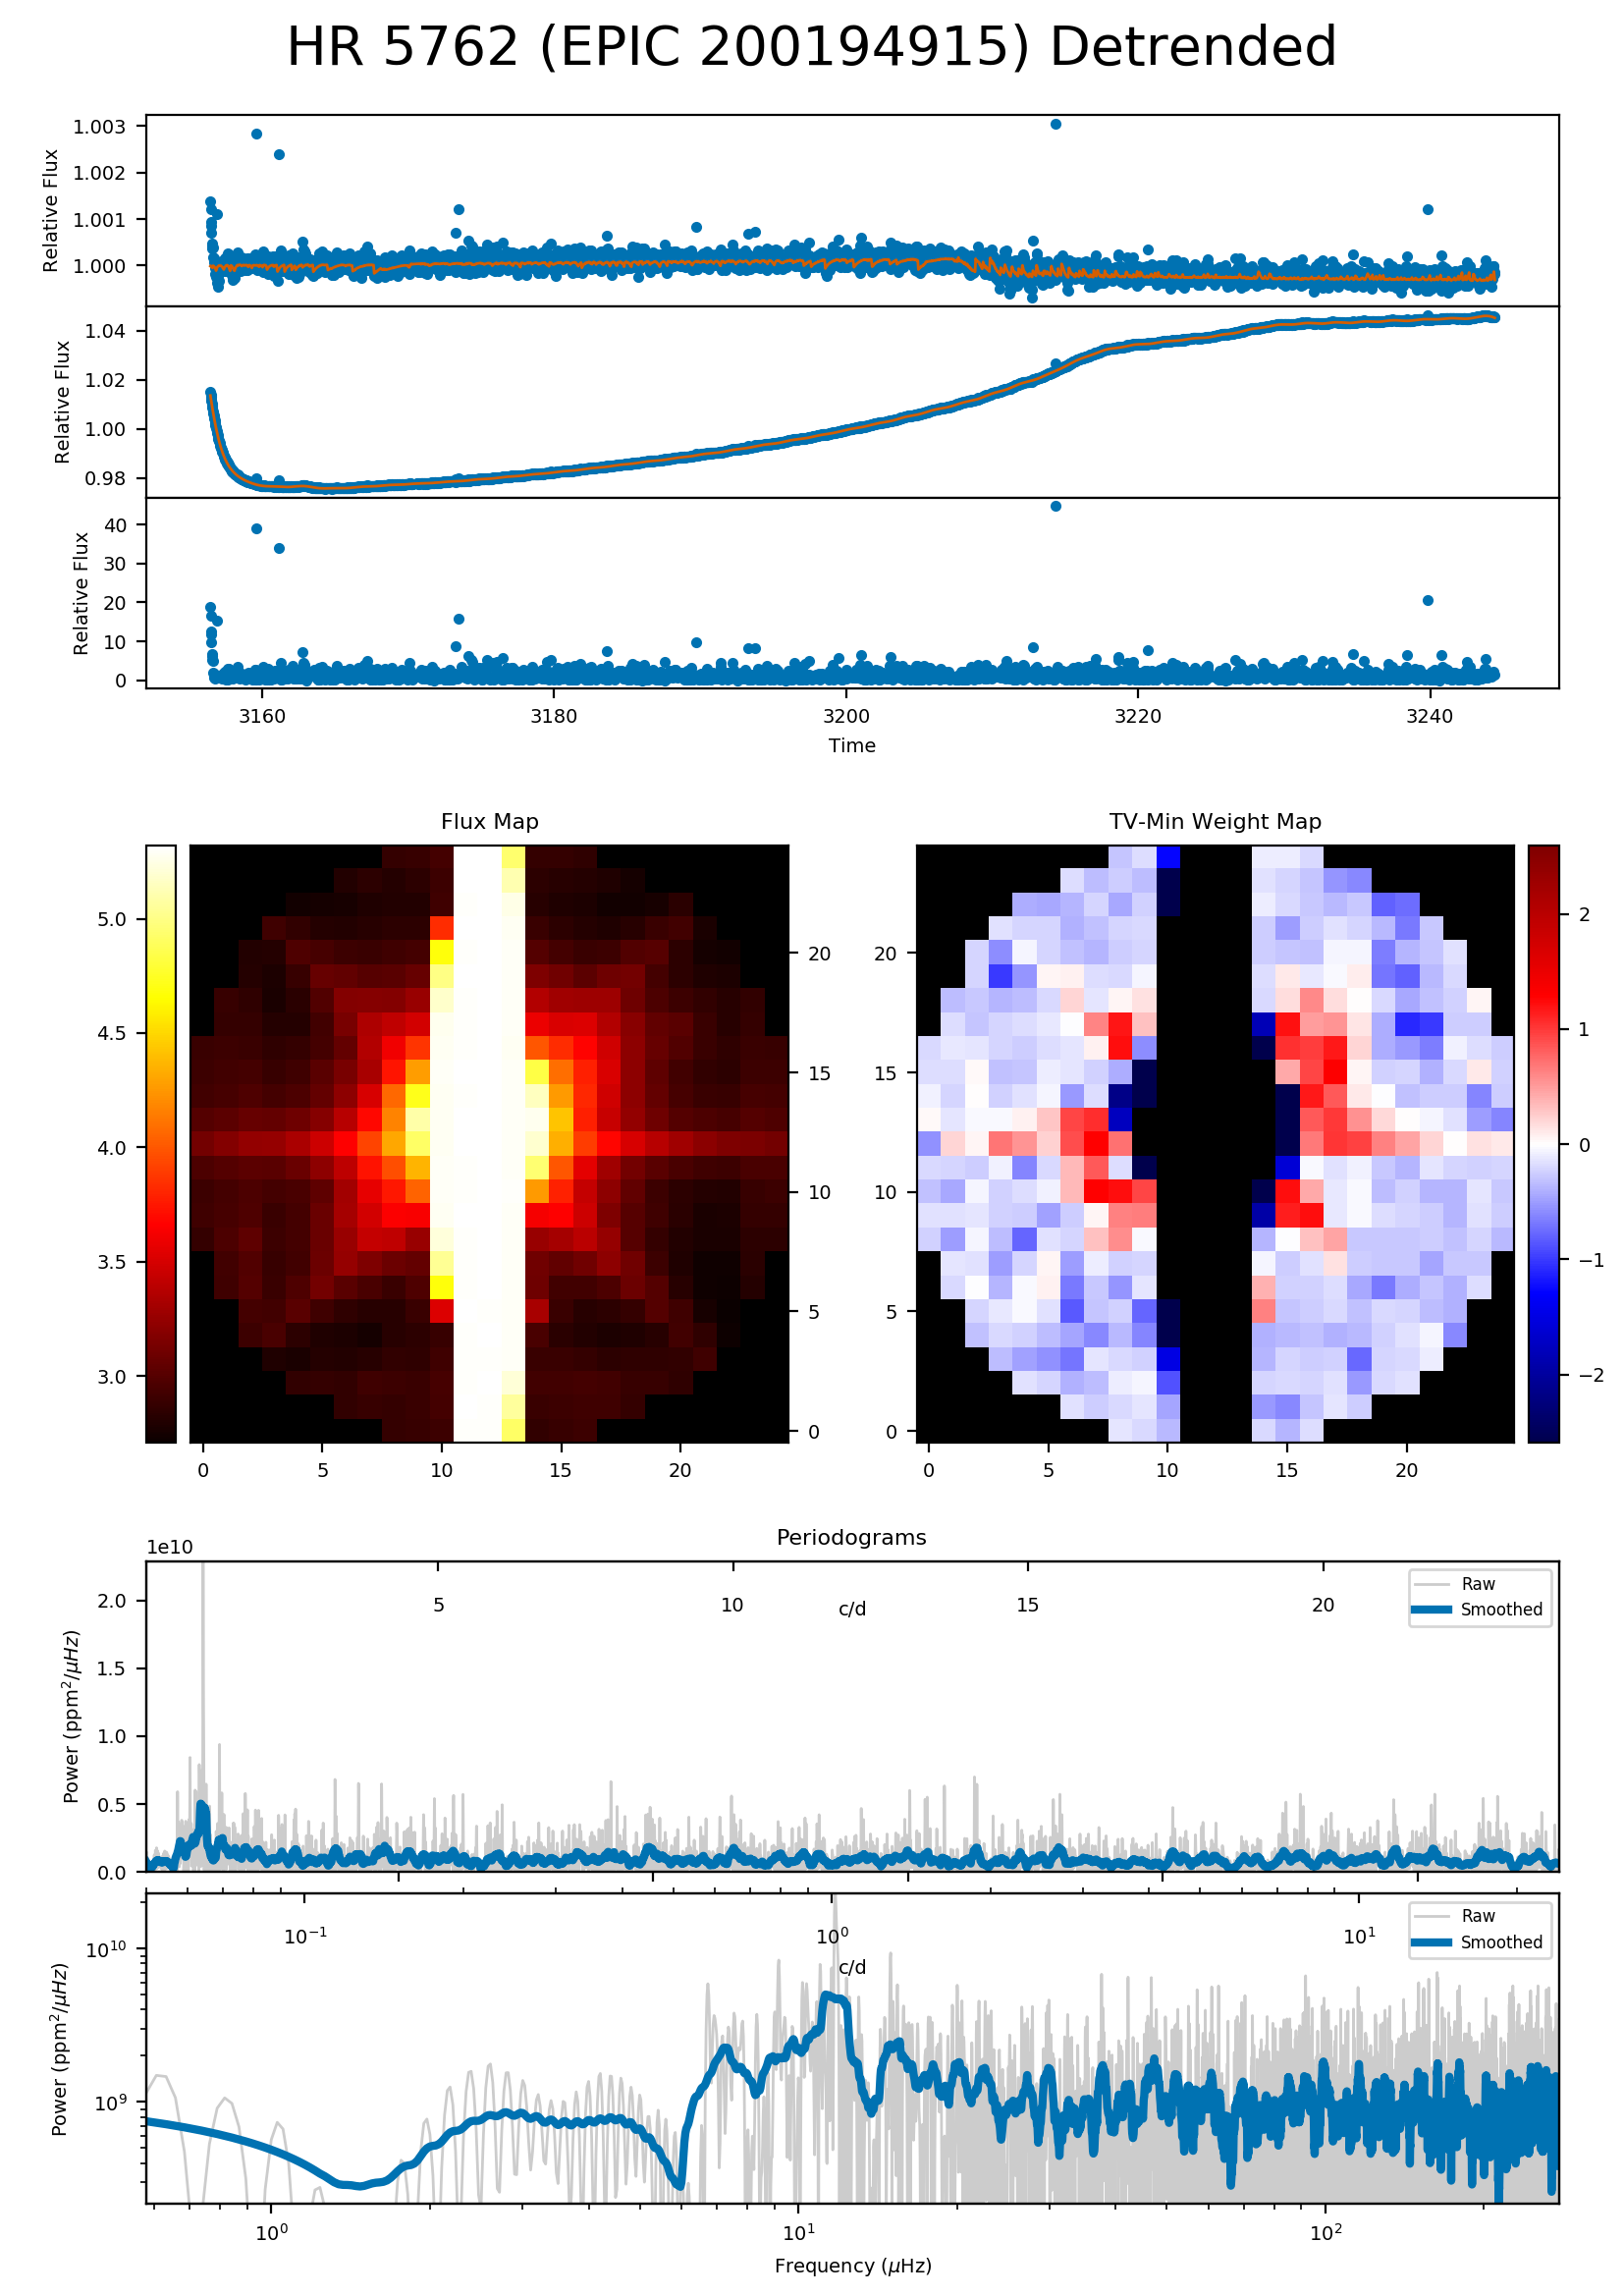 HR 5762 (EPIC 200194915) Detrended
1.003
1.002
1.001
1.000
Relative Flux
1.04
1.02
1.00
0.98
Relative Flux
40
30
20
10
0
Relative Flux
3160 3180 3200 3220 3240
Time
Flux Map
5.0
4.5
4.0
3.5
3.0
20
15
10
5
0
0 5 10 15 20
TV-Min Weight Map
20
15
10
5
0
0 5 10 15 20
2
1
0
−1
−2
Periodograms
1e10
2.0
1.5
1.0
0.5
0.0
Power (ppm²/μHz)
5 10 15 20
c/d
Raw
Smoothed
10¹⁰
10⁹
Power (ppm²/μHz)
10⁻¹ 10⁰ 10¹
c/d
Raw
Smoothed
10⁰ 10¹ 10²
Frequency (μHz)